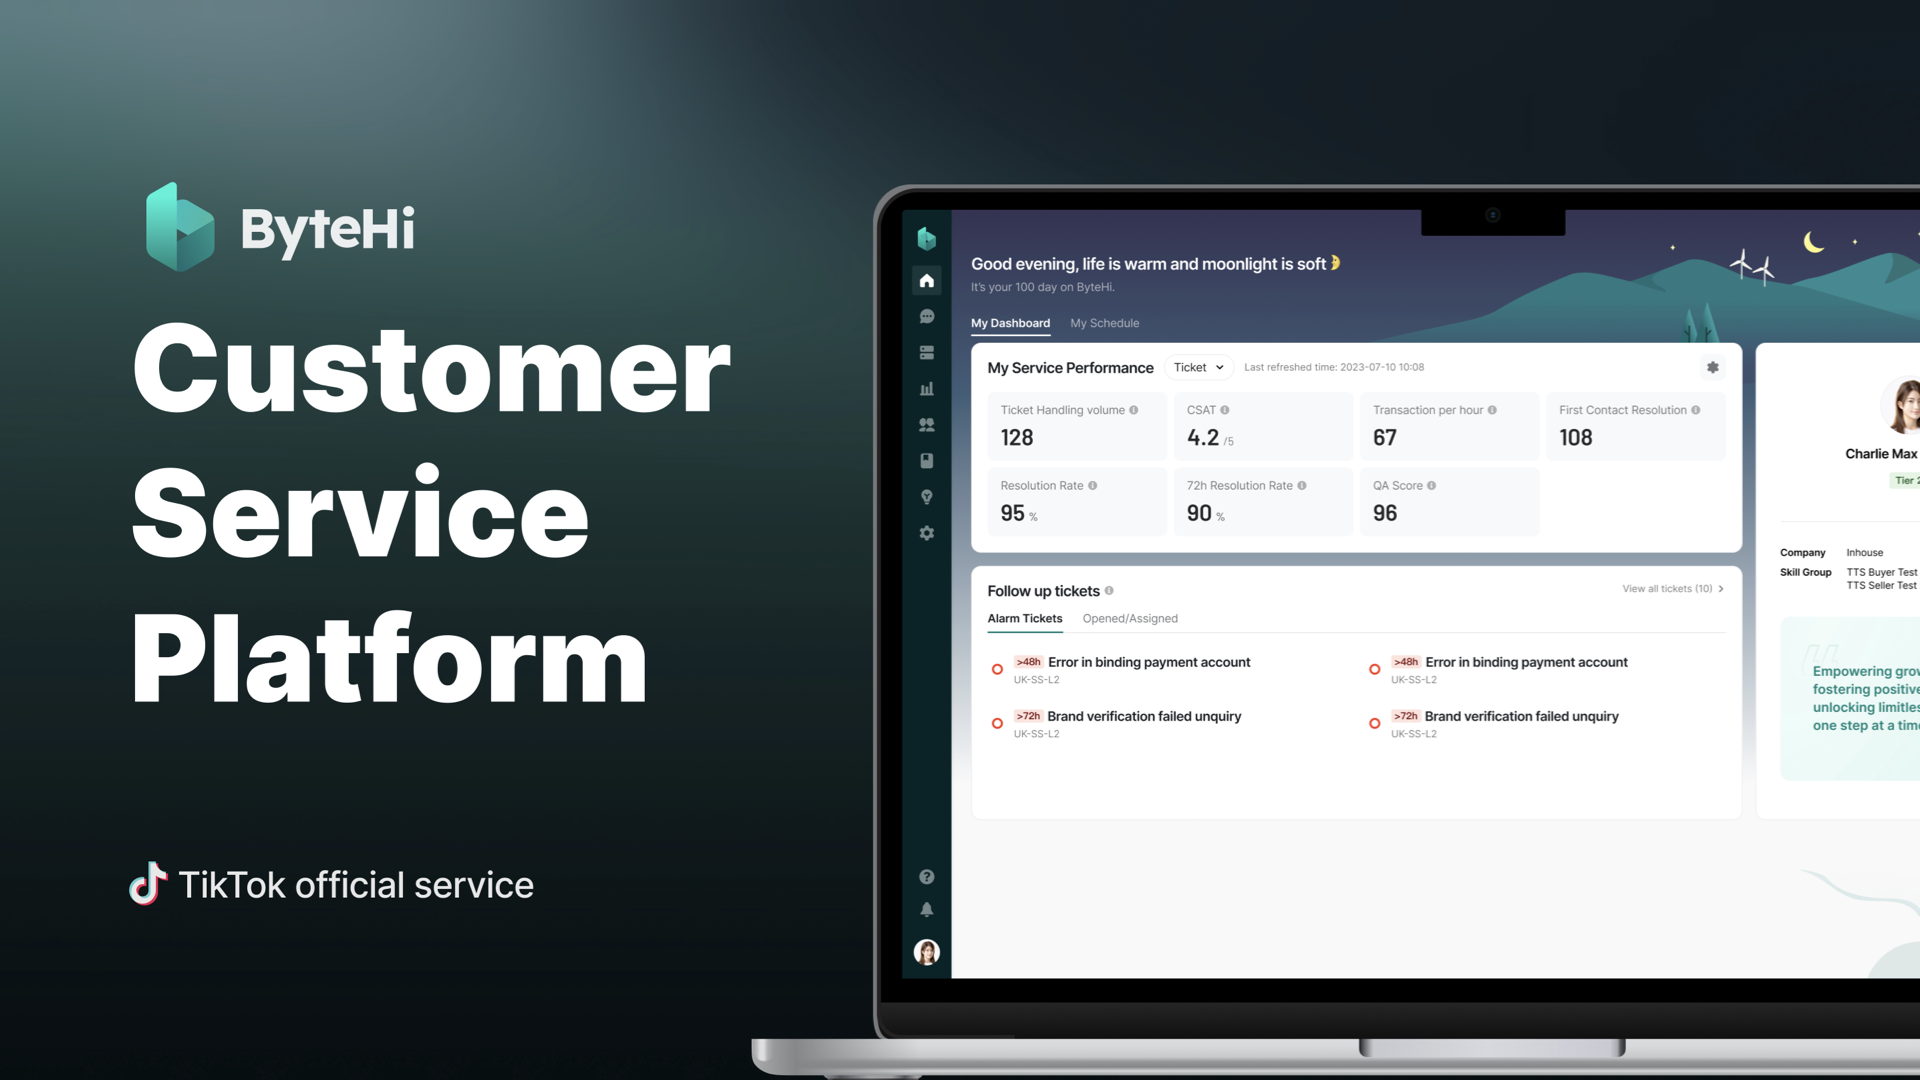 ByteHi
Customer
Service
Platform
TikTok official service
Good evening, life is warm and moonlight is soft
It's your 100 day on ByteHi.
My Dashboard My Schedule
My Service Performance Ticket Last refreshed time: 2023-07-10 10:08
Ticket Handling volume CSAT Transaction per hour First Contact Resolution
128 4.2 /5 67 108
Resolution Rate 72h Resolution Rate QA Score
95 % 90 % 96
Follow up tickets View all tickets (10)
Alarm Tickets Opened/Assigned
>48h Error in binding payment account >48h Error in binding payment account
UK-SS-L2 UK-SS-L2
>72h Brand verification failed unquiry >72h Brand verification failed unquiry
UK-SS-L2 UK-SS-L2
Charlie Max
Tier 2
Company Inhouse
Skill Group TTS Buyer Test
TTS Seller Test
Empowering
fostering positive
unlocking
one step at a time